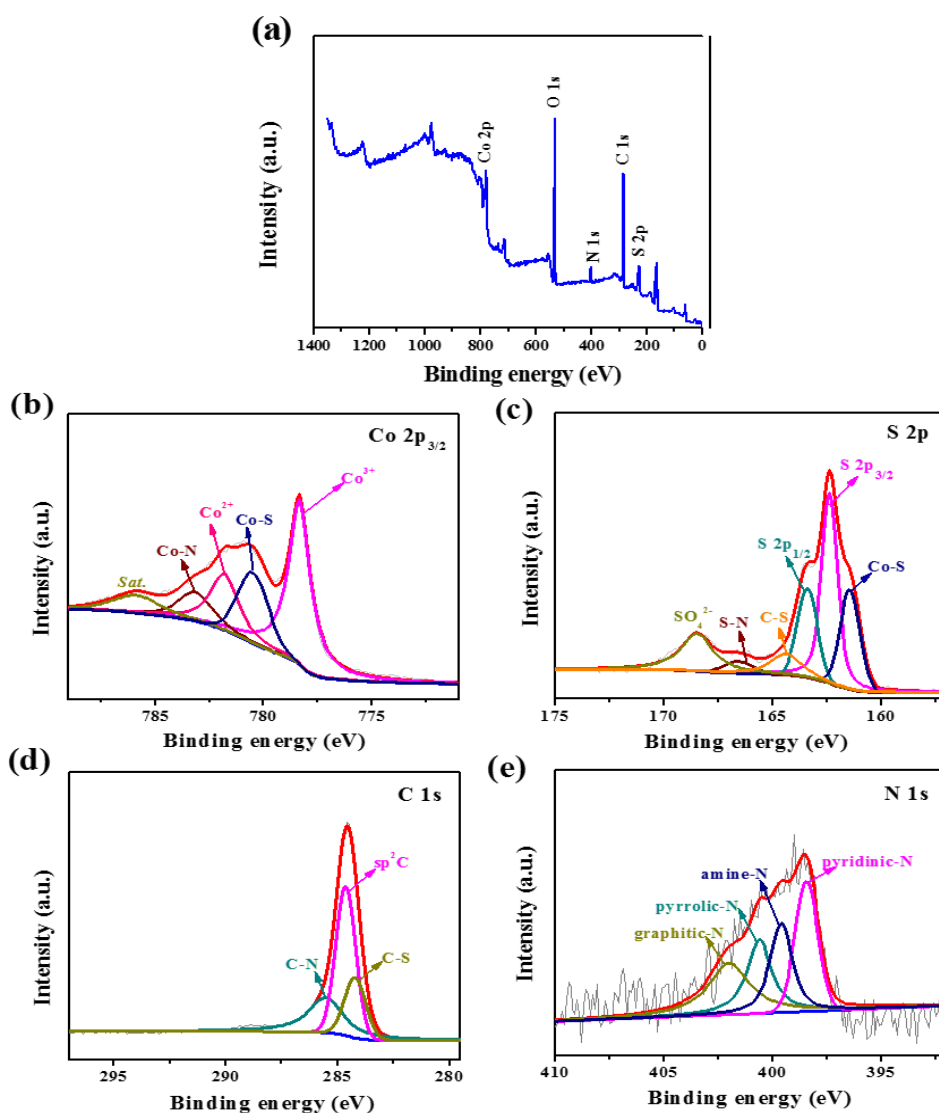 (a)
Intensity (a.u.)
Co 2p
O 1s
N 1s
C 1s
S 2p
1400 1200 1000 800 600 400 200 0
Binding energy (eV)
(b)
Co 2p3/2
Intensity (a.u.)
Sat.
Co-N
Co2+
Co-S
Co3+
785 780 775
Binding energy (eV)
(c)
S 2p
Intensity (a.u.)
SO4 2-
S-N
C-S
S 2p1/2
S 2p3/2
Co-S
175 170 165 160
Binding energy (eV)
(d)
C 1s
Intensity (a.u.)
C-N
sp2C
C-S
295 290 285 280
Binding energy (eV)
(e)
N 1s
Intensity (a.u.)
graphitic-N
pyrrolic-N
amine-N
pyridinic-N
410 405 400 395
Binding energy (eV)